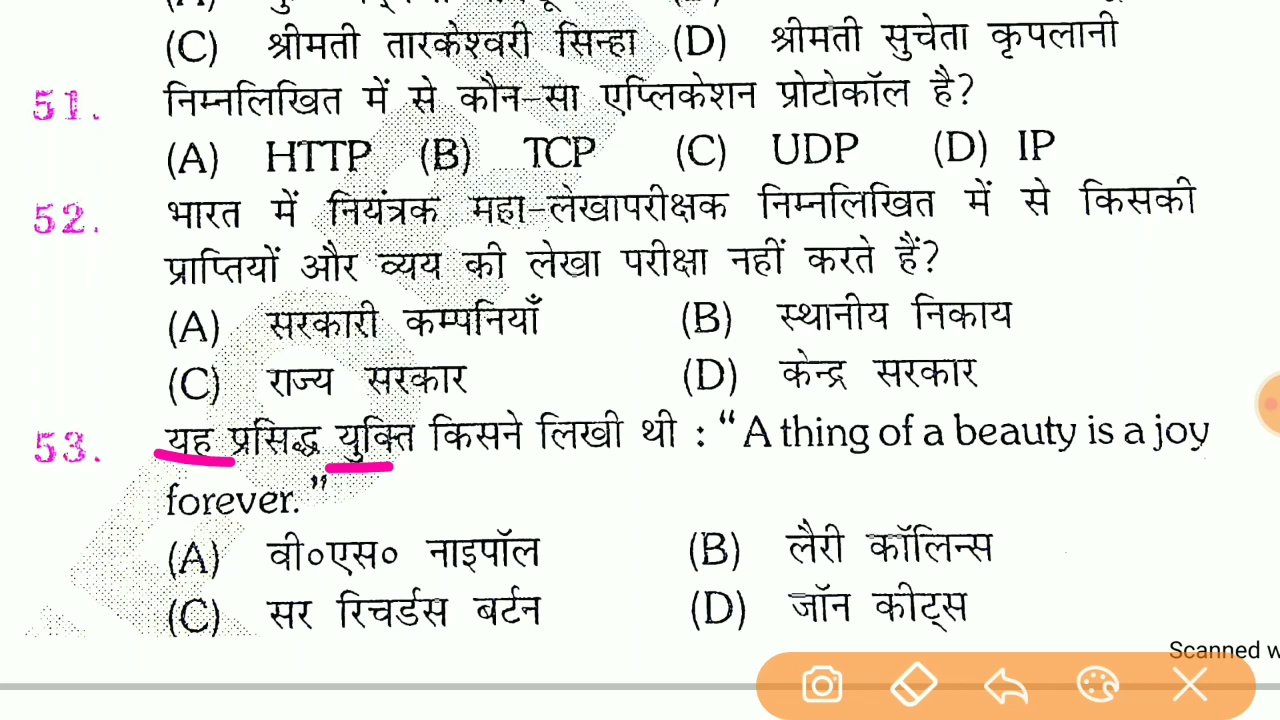 (C) श्रीमती तारकेश्वरी सिन्हा (D) श्रीमती सुचेता कृपलानी
51. निम्नलिखित में से कौन-सा एप्लिकेशन प्रोटोकॉल है?
(A) HTTP (B) TCP (C) UDP (D) IP
52. भारत में नियंत्रक महा-लेखापरीक्षक निम्नलिखित में से किसकी
प्राप्तियों और व्यय की लेखा परीक्षा नहीं करते हैं?
(A) सरकारी कम्पनियाँ (B) स्थानीय निकाय
(C) राज्य सरकार (D) केन्द्र सरकार
53. यह प्रसिद्ध युक्ति किसने लिखी थी : “A thing of a beauty is a joy
forever.”
(A) वी०एस० नाइपॉल (B) लैरी कॉलिन्स
(C) सर रिचर्डस बर्टन (D) जॉन कीट्स
Scanned w